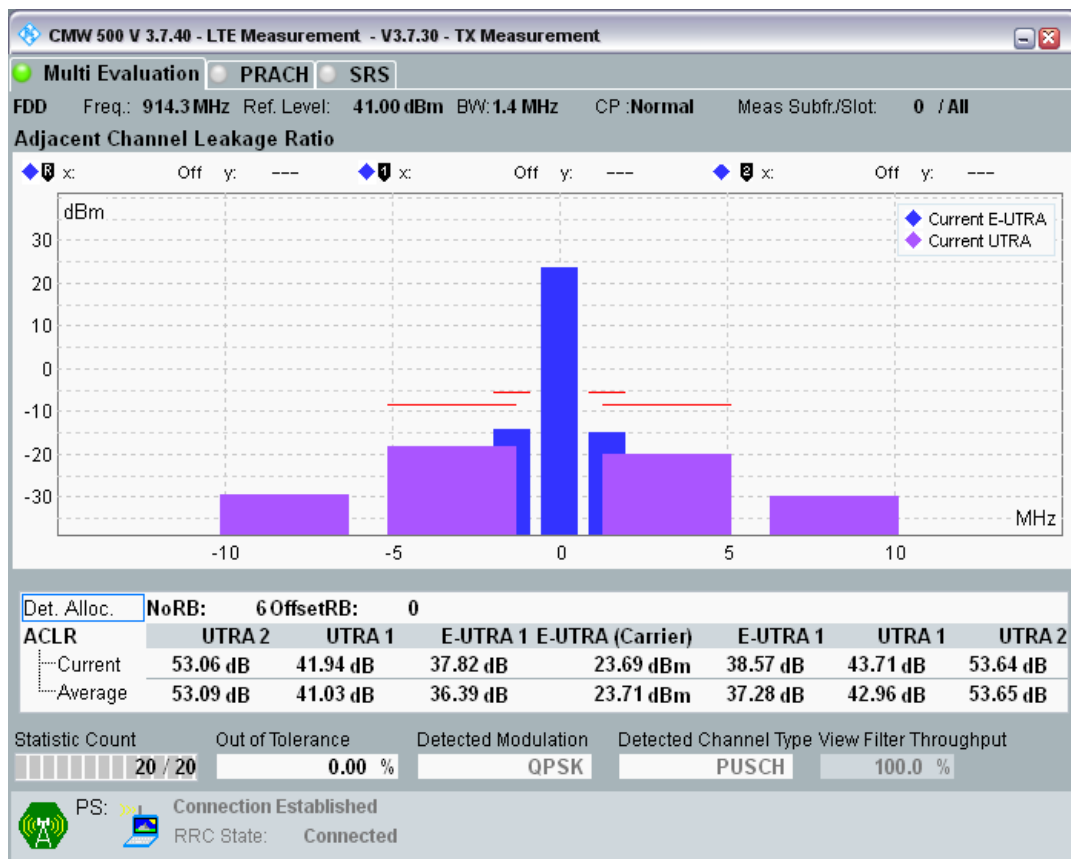 CMW 500 V 3.7.40 - LTE Measurement - V3.7.30 - TX Measurement
Multi Evaluation PRACH SRS
FDD Freq.: 914.3 MHz Ref. Level: 41.00 dBm BW: 1.4 MHz CP :Normal Meas Subfr./Slot: 0 / All
Adjacent Channel Leakage Ratio
R x: Off y: --- 1 x: Off y: --- 2 x: Off y: ---
dBm
Current E-UTRA
Current UTRA
30
20
10
0
-10
-20
-30
MHz
-10 -5 0 5 10
Det. Alloc. NoRB: 6 OffsetRB: 0
ACLR UTRA 2 UTRA 1 E-UTRA 1 E-UTRA (Carrier) E-UTRA 1 UTRA 1 UTRA 2
Current 53.06 dB 41.94 dB 37.82 dB 23.69 dBm 38.57 dB 43.71 dB 53.64 dB
Average 53.09 dB 41.03 dB 36.39 dB 23.71 dBm 37.28 dB 42.96 dB 53.65 dB
Statistic Count Out of Tolerance Detected Modulation Detected Channel Type View Filter Throughput
20 / 20 0.00 % QPSK PUSCH 100.0 %
PS: Connection Established
RRC State: Connected